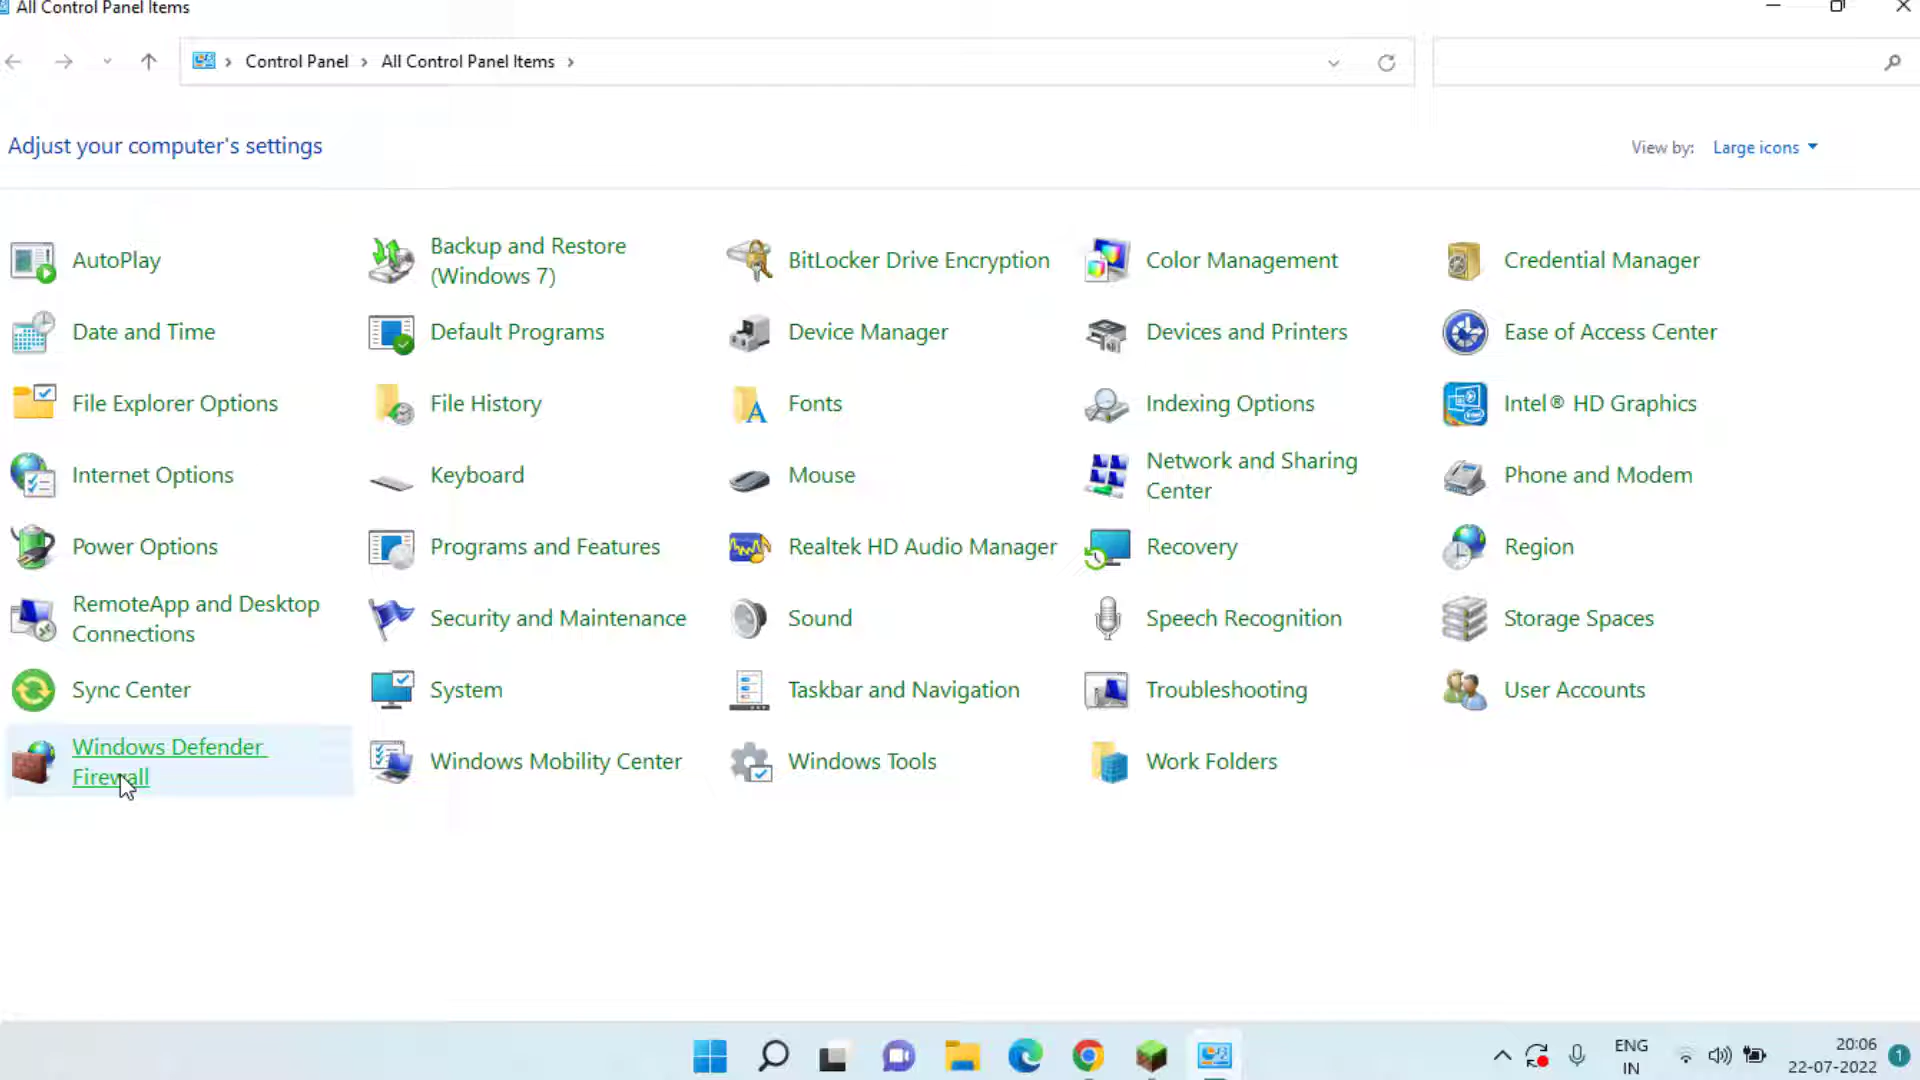 All Control Panel Items
Control Panel
All Control Panel Items
Adjust your computer's settings
View by:
Large icons
AutoPlay
Backup and Restore
(Windows 7)
BitLocker Drive Encryption
Color Management
Credential Manager
Date and Time
Default Programs
Device Manager
Devices and Printers
Ease of Access Center
File Explorer Options
File History
Fonts
Indexing Options
Intel® HD Graphics
Internet Options
Keyboard
Mouse
Network and Sharing
Center
Phone and Modem
Power Options
Programs and Features
Realtek HD Audio Manager
Recovery
Region
RemoteApp and Desktop
Connections
Security and Maintenance
Sound
Speech Recognition
Storage Spaces
Sync Center
System
Taskbar and Navigation
Troubleshooting
User Accounts
Windows Defender
Firewall
Windows Mobility Center
Windows Tools
Work Folders
ENG
IN
20:06
22-07-2022
1